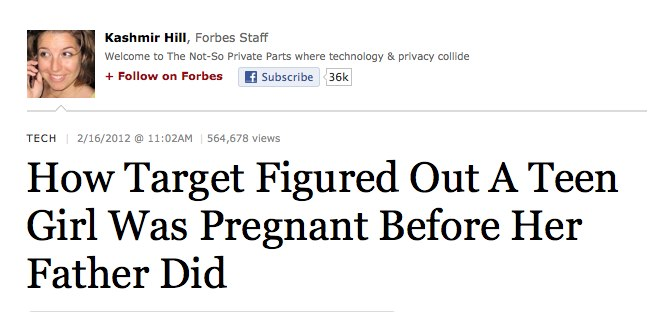 Kashmir Hill, Forbes Staff
Welcome to The Not-So Private Parts where technology & privacy collide
+ Follow on Forbes Subscribe 36k
TECH | 2/16/2012 @ 11:02AM | 564,678 views
How Target Figured Out A Teen
Girl Was Pregnant Before Her
Father Did